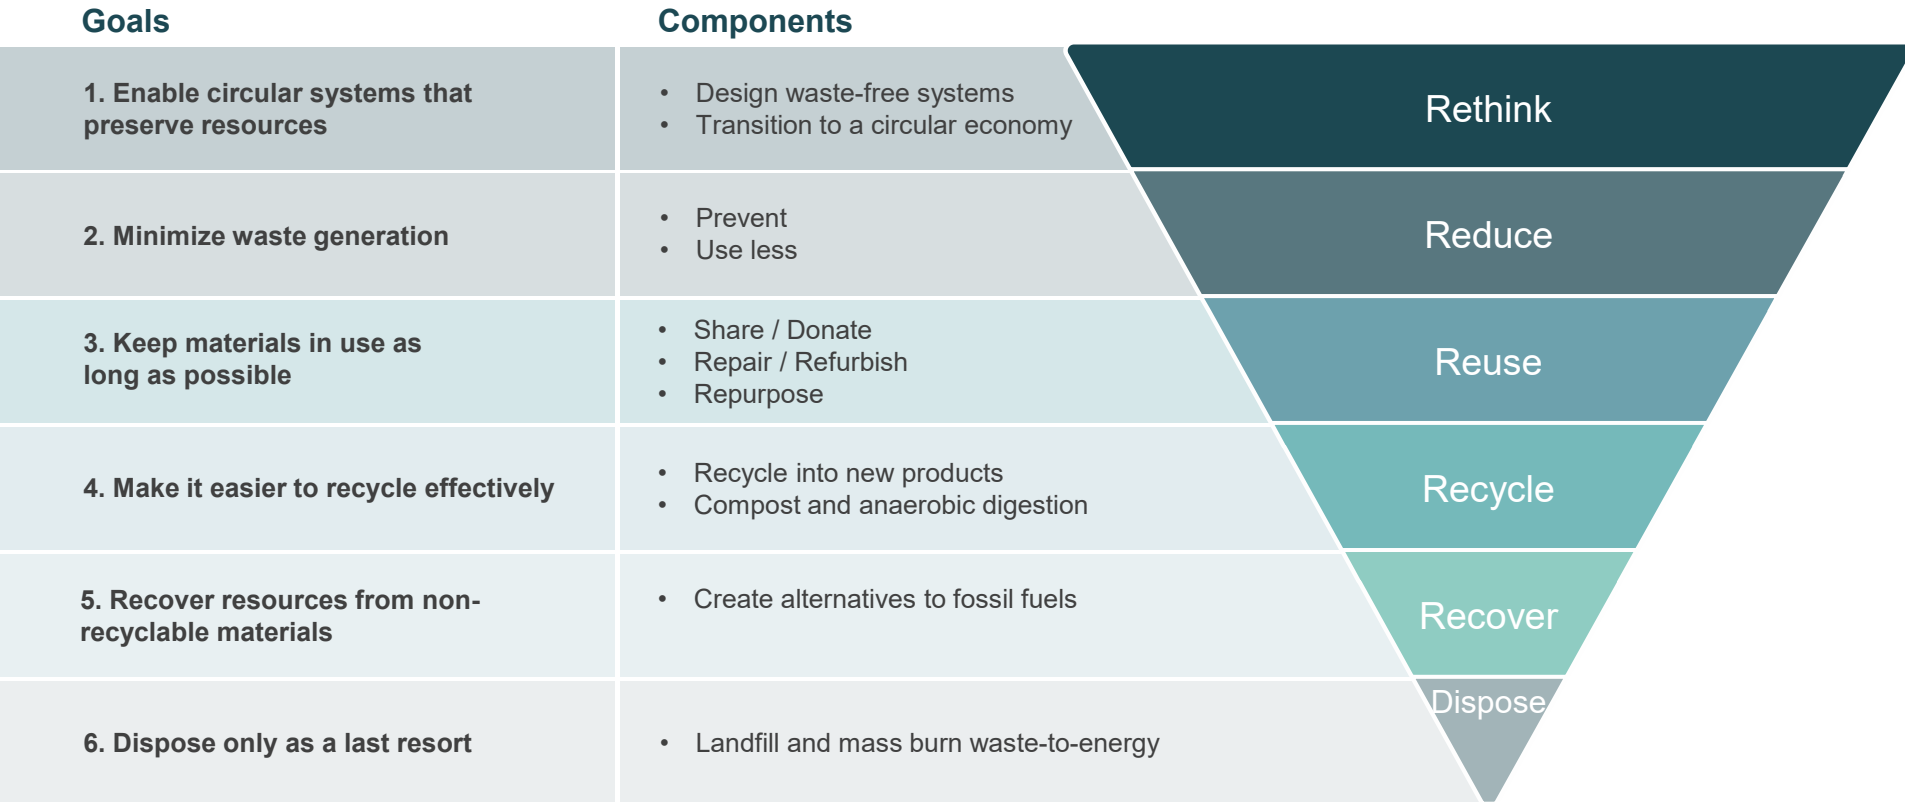 Goals
Components
1. Enable circular systems that
preserve resources
• Design waste-free systems
• Transition to a circular economy
Rethink
2. Minimize waste generation
• Prevent
• Use less
Reduce
3. Keep materials in use as
long as possible
• Share / Donate
• Repair / Refurbish
• Repurpose
Reuse
4. Make it easier to recycle effectively
• Recycle into new products
• Compost and anaerobic digestion
Recycle
5. Recover resources from non-
recyclable materials
• Create alternatives to fossil fuels
Recover
6. Dispose only as a last resort
• Landfill and mass burn waste-to-energy
Dispose